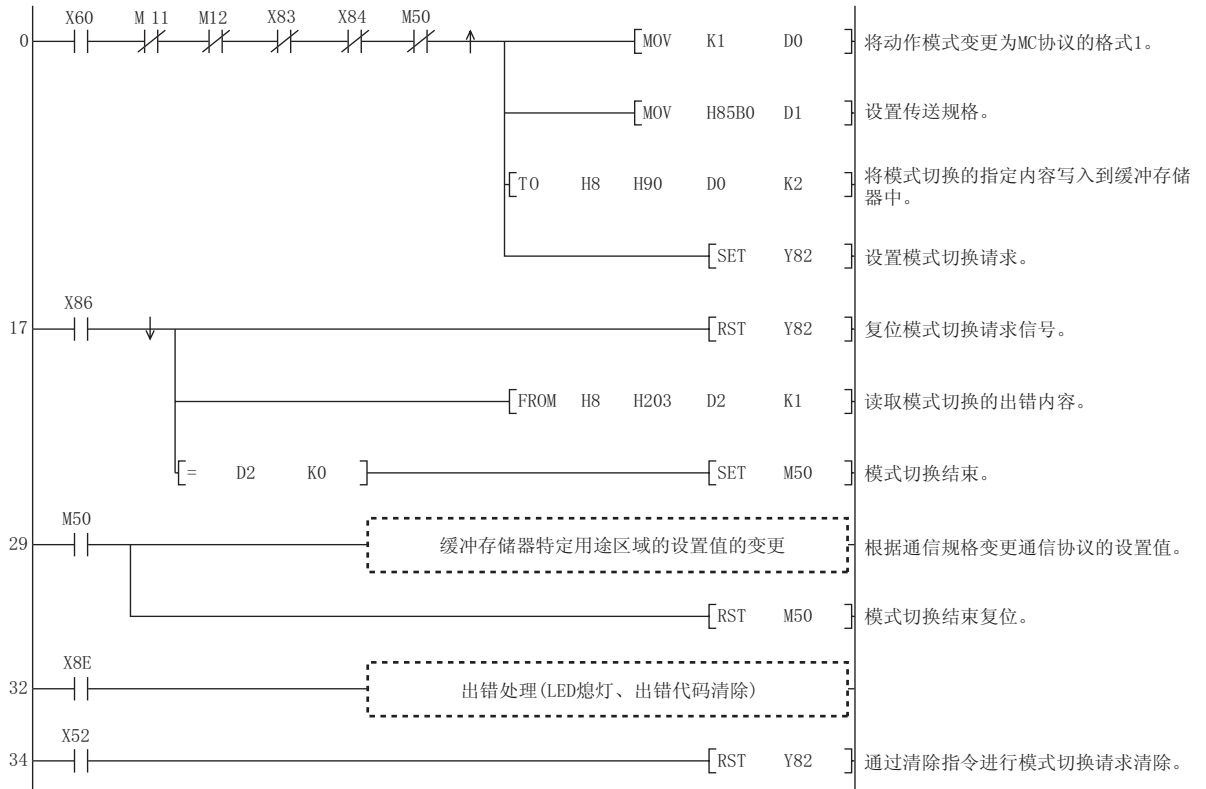 X60 M 11 M12 X83 X84 M50
0 MOV K1 D0 将动作模式变更为MC协议的格式1。
MOV H85B0 D1 设置传送规格。
TO H8 H90 D0 K2 将模式切换的指定内容写入到缓冲存储
器中。
SET Y82 设置模式切换请求。
X86
17 RST Y82 复位模式切换请求信号。
FROM H8 H203 D2 K1 读取模式切换的出错内容。
= D2 K0 SET M50 模式切换结束。
M50
29 缓冲存储器特定用途区域的设置值的变更 根据通信规格变更通信协议的设置值。
RST M50 模式切换结束复位。
X8E
32 出错处理(LED熄灯、出错代码清除)
X52
34 RST Y82 通过清除指令进行模式切换请求清除。